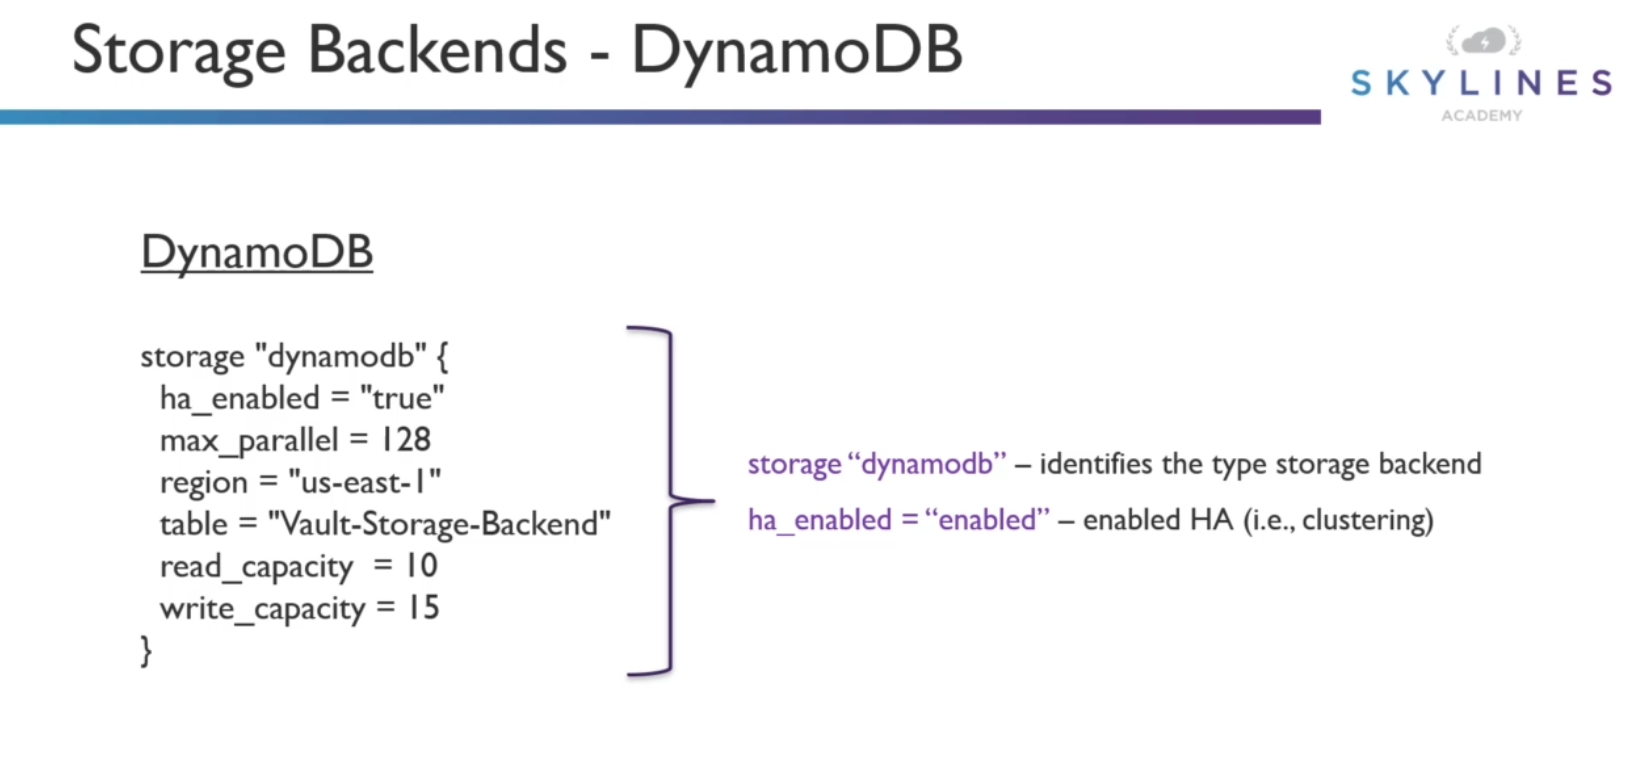 Storage Backends - DynamoDB
SKYLINES
ACADEMY
DynamoDB
storage "dynamodb" {
ha_enabled = "true"
max_parallel = 128
region = "us-east-1"
table = "Vault-Storage-Backend"
read_capacity  = 10
write_capacity = 15
}
storage “dynamodb” – identifies the type storage backend
ha_enabled = “enabled” – enabled HA (i.e., clustering)